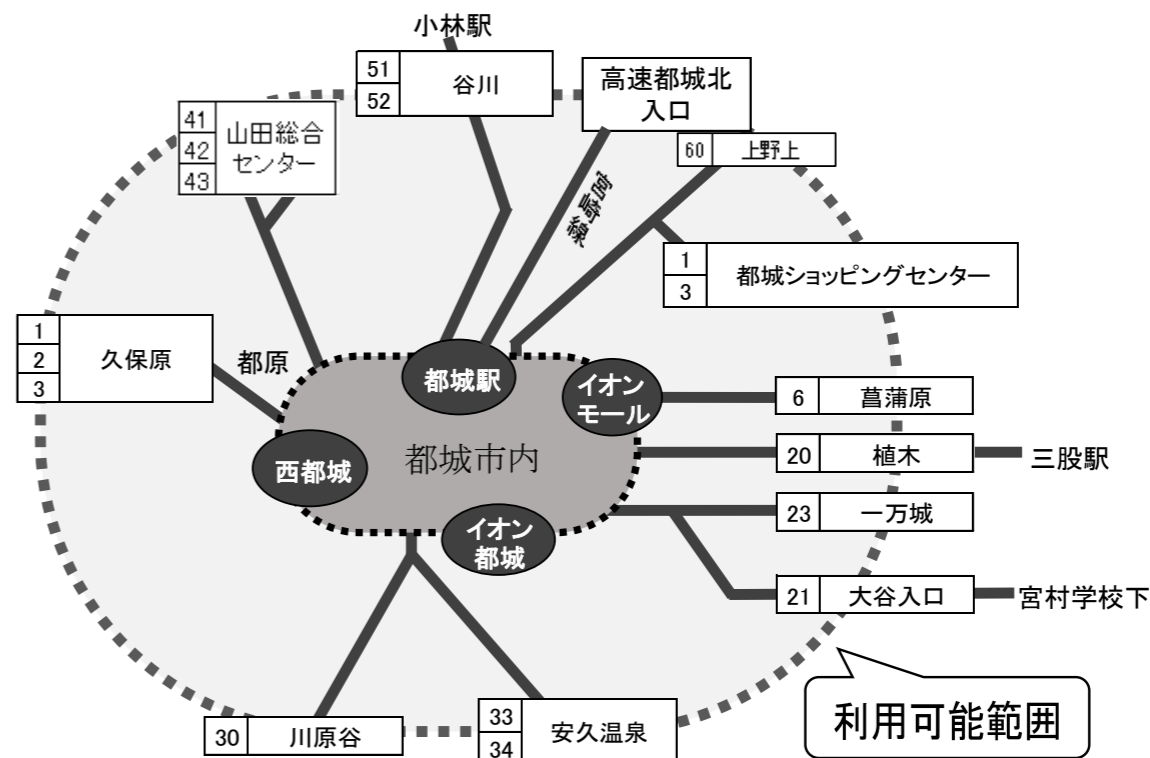 小林駅
51
52
谷川
高速都城北
入口
41
42
43
山田総合
センター
60
上野上
宮崎線
1
3
都城ショッピングセンター
1
2
3
久保原
都原
都城駅
イオン
モール
6
菖蒲原
西都城
都城市内
20
植木
三股駅
23
一万城
イオン
都城
21
大谷入口
宮村学校下
30
川原谷
33
34
安久温泉
利用可能範囲